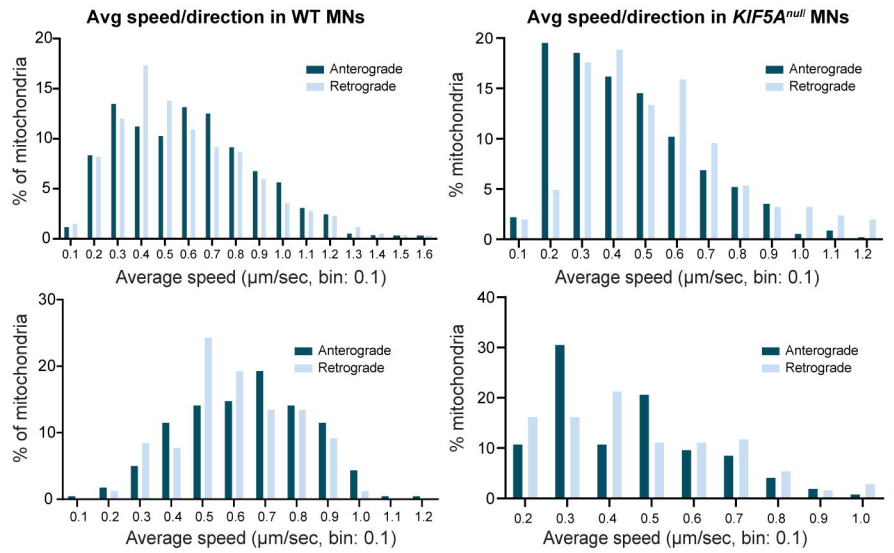 Avg speed/direction in WT MNs
% of mitochondria
20
15
10
5
0
Anterograde
Retrograde
0.1 0.2 0.3 0.4 0.5 0.6 0.7 0.8 0.9 1.0 1.1 1.2 1.3 1.4 1.5 1.6
Average speed (µm/sec, bin: 0.1)
Avg speed/direction in KIF5Anull MNs
% mitochondria
20
15
10
5
0
Anterograde
Retrograde
0.1 0.2 0.3 0.4 0.5 0.6 0.7 0.8 0.9 1.0 1.1 1.2
Average speed (µm/sec, bin: 0.1)
% of mitochondria
30
20
10
0
Anterograde
Retrograde
0.1 0.2 0.3 0.4 0.5 0.6 0.7 0.8 0.9 1.0 1.1 1.2
Average speed (µm/sec, bin: 0.1)
% mitochondria
40
30
20
10
0
Anterograde
Retrograde
0.2 0.3 0.4 0.5 0.6 0.7 0.8 0.9 1.0
Average speed (µm/sec, bin: 0.1)